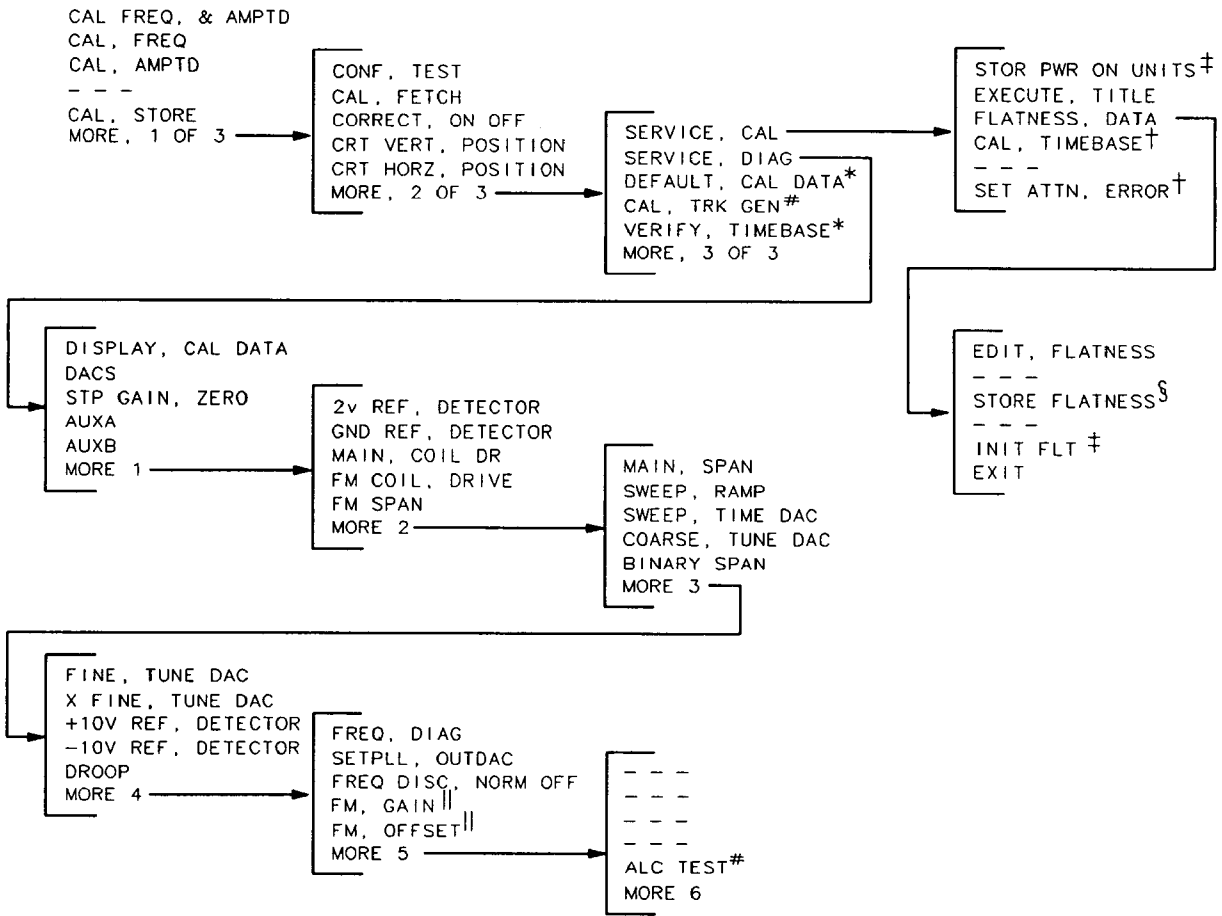 CAL FREQ, & AMPTD
CAL, FREQ
CAL, AMPTD
– – –
CAL, STORE
MORE, 1 OF 3
CONF, TEST
CAL, FETCH
CORRECT, ON OFF
CRT VERT, POSITION
CRT HORZ, POSITION
MORE, 2 OF 3
SERVICE, CAL
SERVICE, DIAG
DEFAULT, CAL DATA*
CAL, TRK GEN#
VERIFY, TIMEBASE*
MORE, 3 OF 3
STOR PWR ON UNITS‡
EXECUTE, TITLE
FLATNESS, DATA
CAL, TIMEBASE†
– – –
SET ATTN, ERROR†
EDIT, FLATNESS
– – –
STORE FLATNESS§
– – –
INIT FLT ‡
EXIT
DISPLAY, CAL DATA
DACS
STP GAIN, ZERO
AUXA
AUXB
MORE 1
2v REF, DETECTOR
GND REF, DETECTOR
MAIN, COIL DR
FM COIL, DRIVE
FM SPAN
MORE 2
MAIN, SPAN
SWEEP, RAMP
SWEEP, TIME DAC
COARSE, TUNE DAC
BINARY SPAN
MORE 3
FINE, TUNE DAC
X FINE, TUNE DAC
+10V REF, DETECTOR
–10V REF, DETECTOR
DROOP
MORE 4
FREQ, DIAG
SETPLL, OUTDAC
FREQ DISC, NORM OFF
FM, GAIN||
FM, OFFSET||
MORE 5
– – –
– – –
– – –
– – –
ALC TEST#
MORE 6